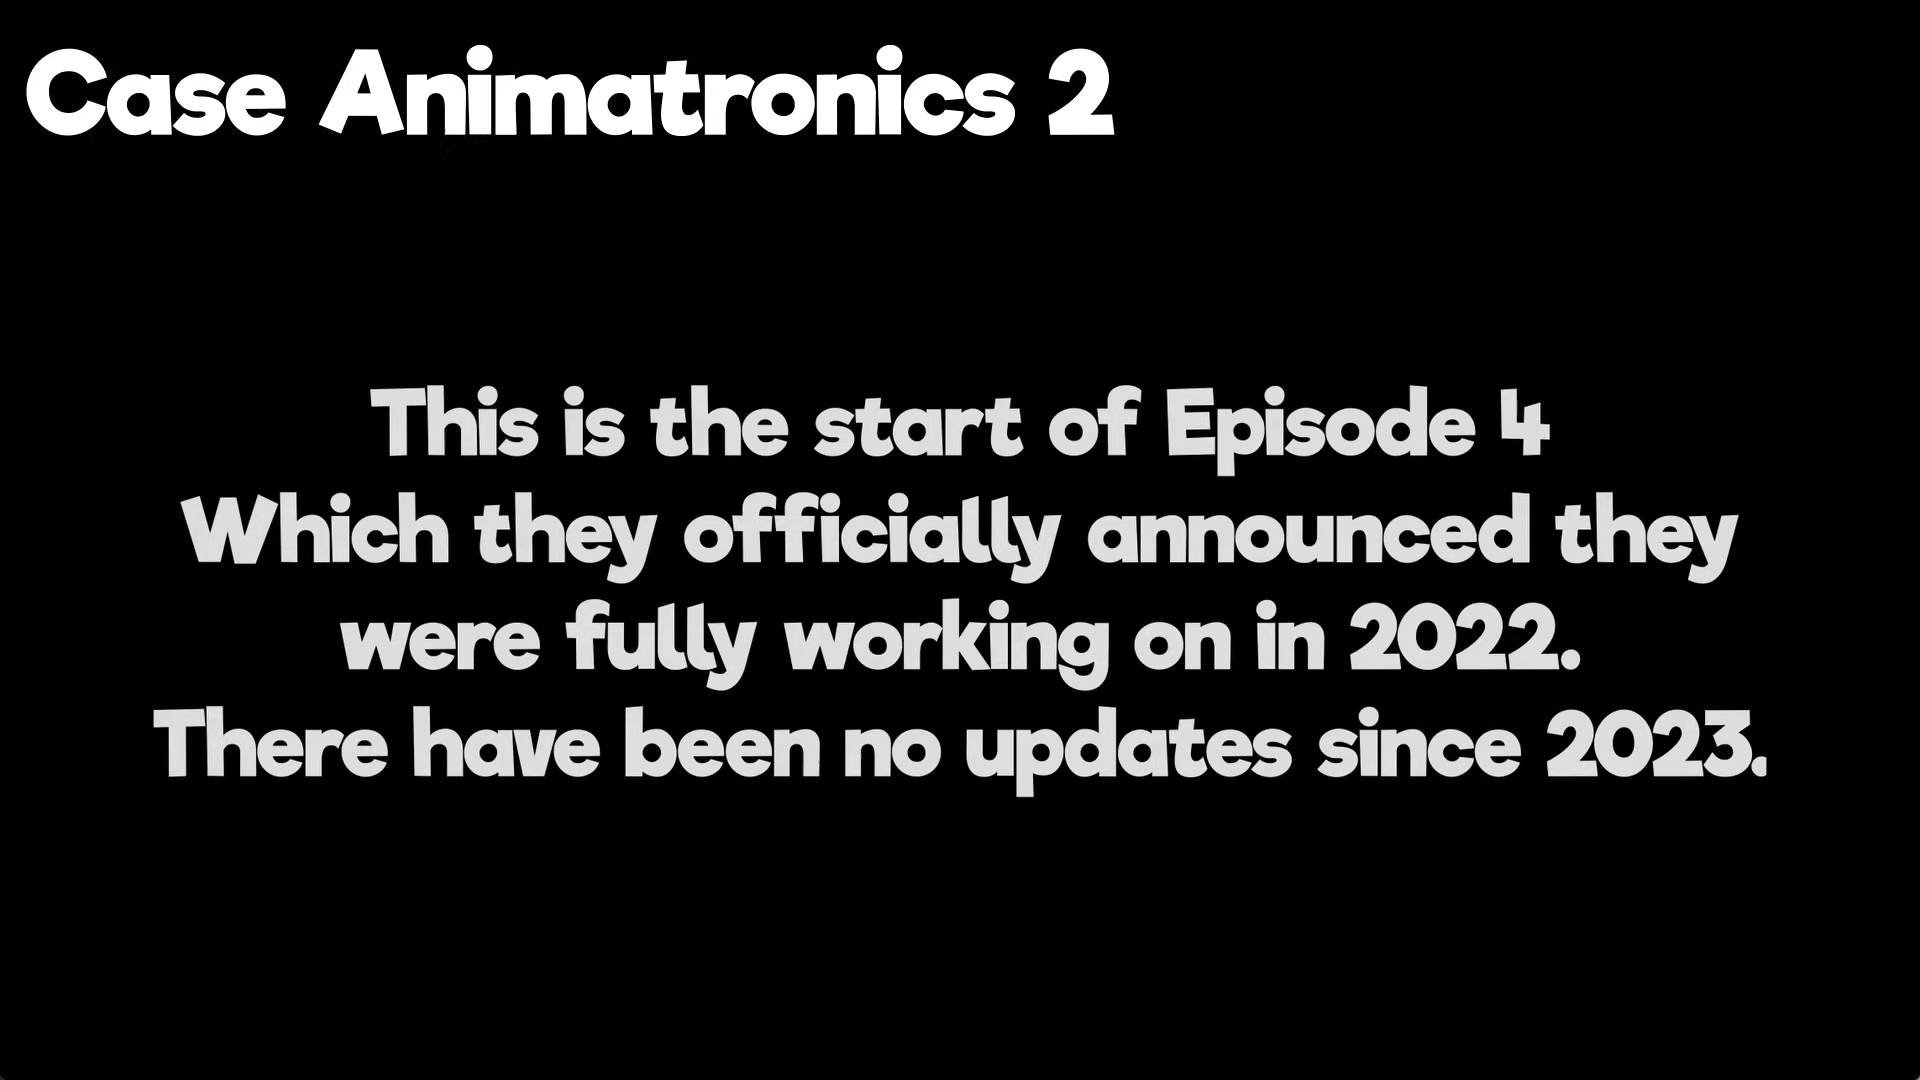 Case Animatronics 2
This is the start of Episode 4
Which they officially announced they
were fully working on in 2022.
There have been no updates since 2023.